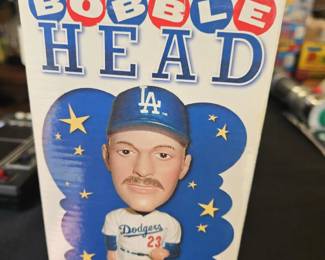 BOBBLE
HEAD
LA
Dodgers
23